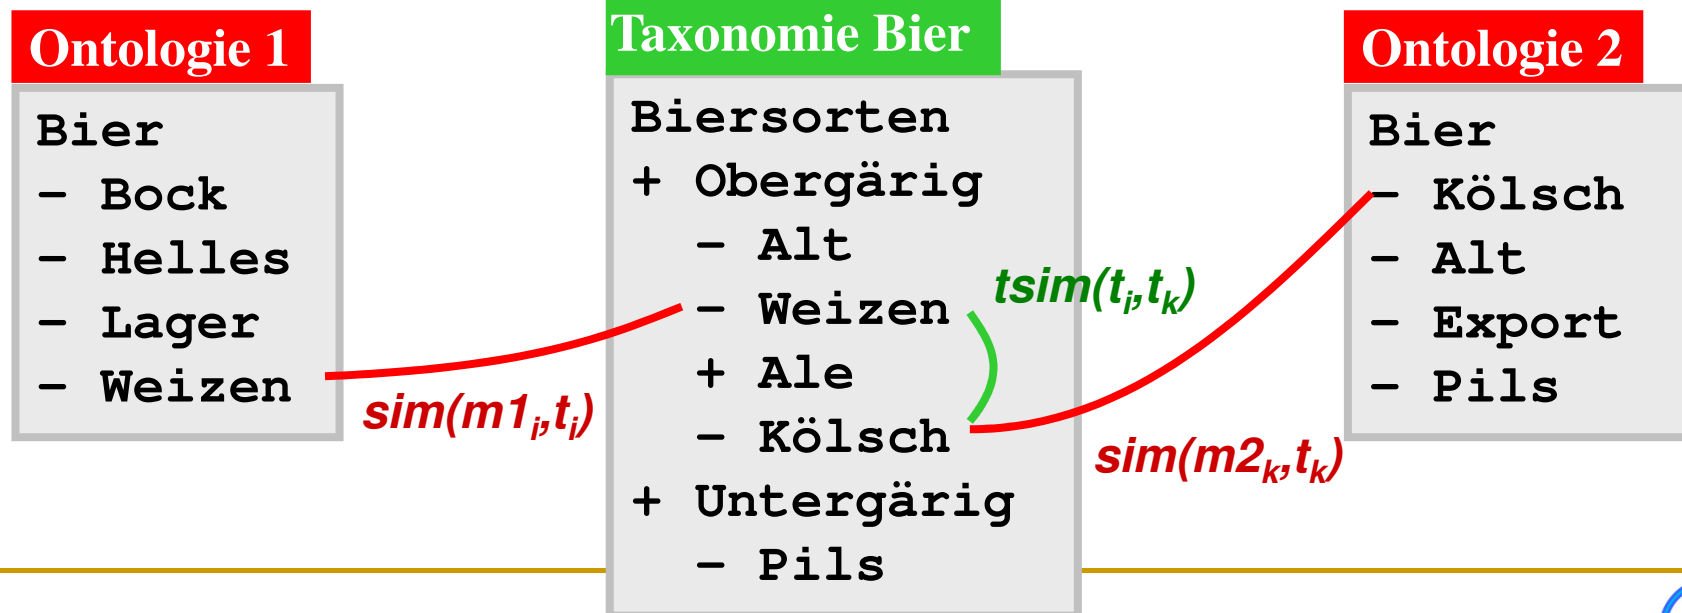 Ontologie 1
Bier
– Bock
– Helles
– Lager
– Weizen
sim(m1i,ti)
Taxonomie Bier
Biersorten
+ Obergärig
– Alt
– Weizen
+ Ale
– Kölsch
+ Untergärig
– Pils
tsim(ti,tk)
sim(m2k,tk)
Ontologie 2
Bier
– Kölsch
– Alt
– Export
– Pils